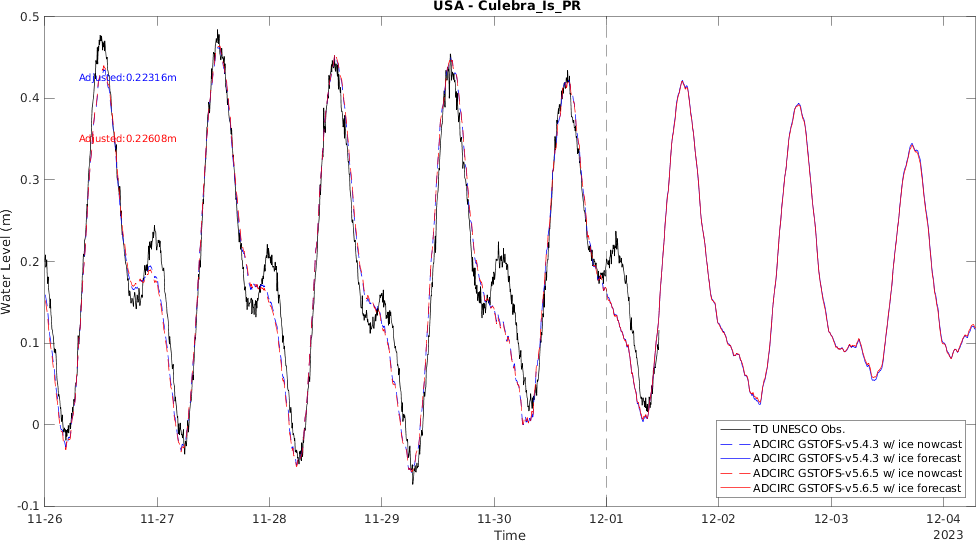 USA - Culebra_Is_PR
0.5
0.4
0.3
0.2
0.1
0
-0.1
Water Level (m)
Adjusted:0.22316m
Adjusted:0.22608m
TD UNESCO Obs.
ADCIRC GSTOFS-v5.4.3 w/ ice nowcast
ADCIRC GSTOFS-v5.4.3 w/ ice forecast
ADCIRC GSTOFS-v5.6.5 w/ ice nowcast
ADCIRC GSTOFS-v5.6.5 w/ ice forecast
11-26 11-27 11-28 11-29 11-30 12-01 12-02 12-03 12-04
Time
2023